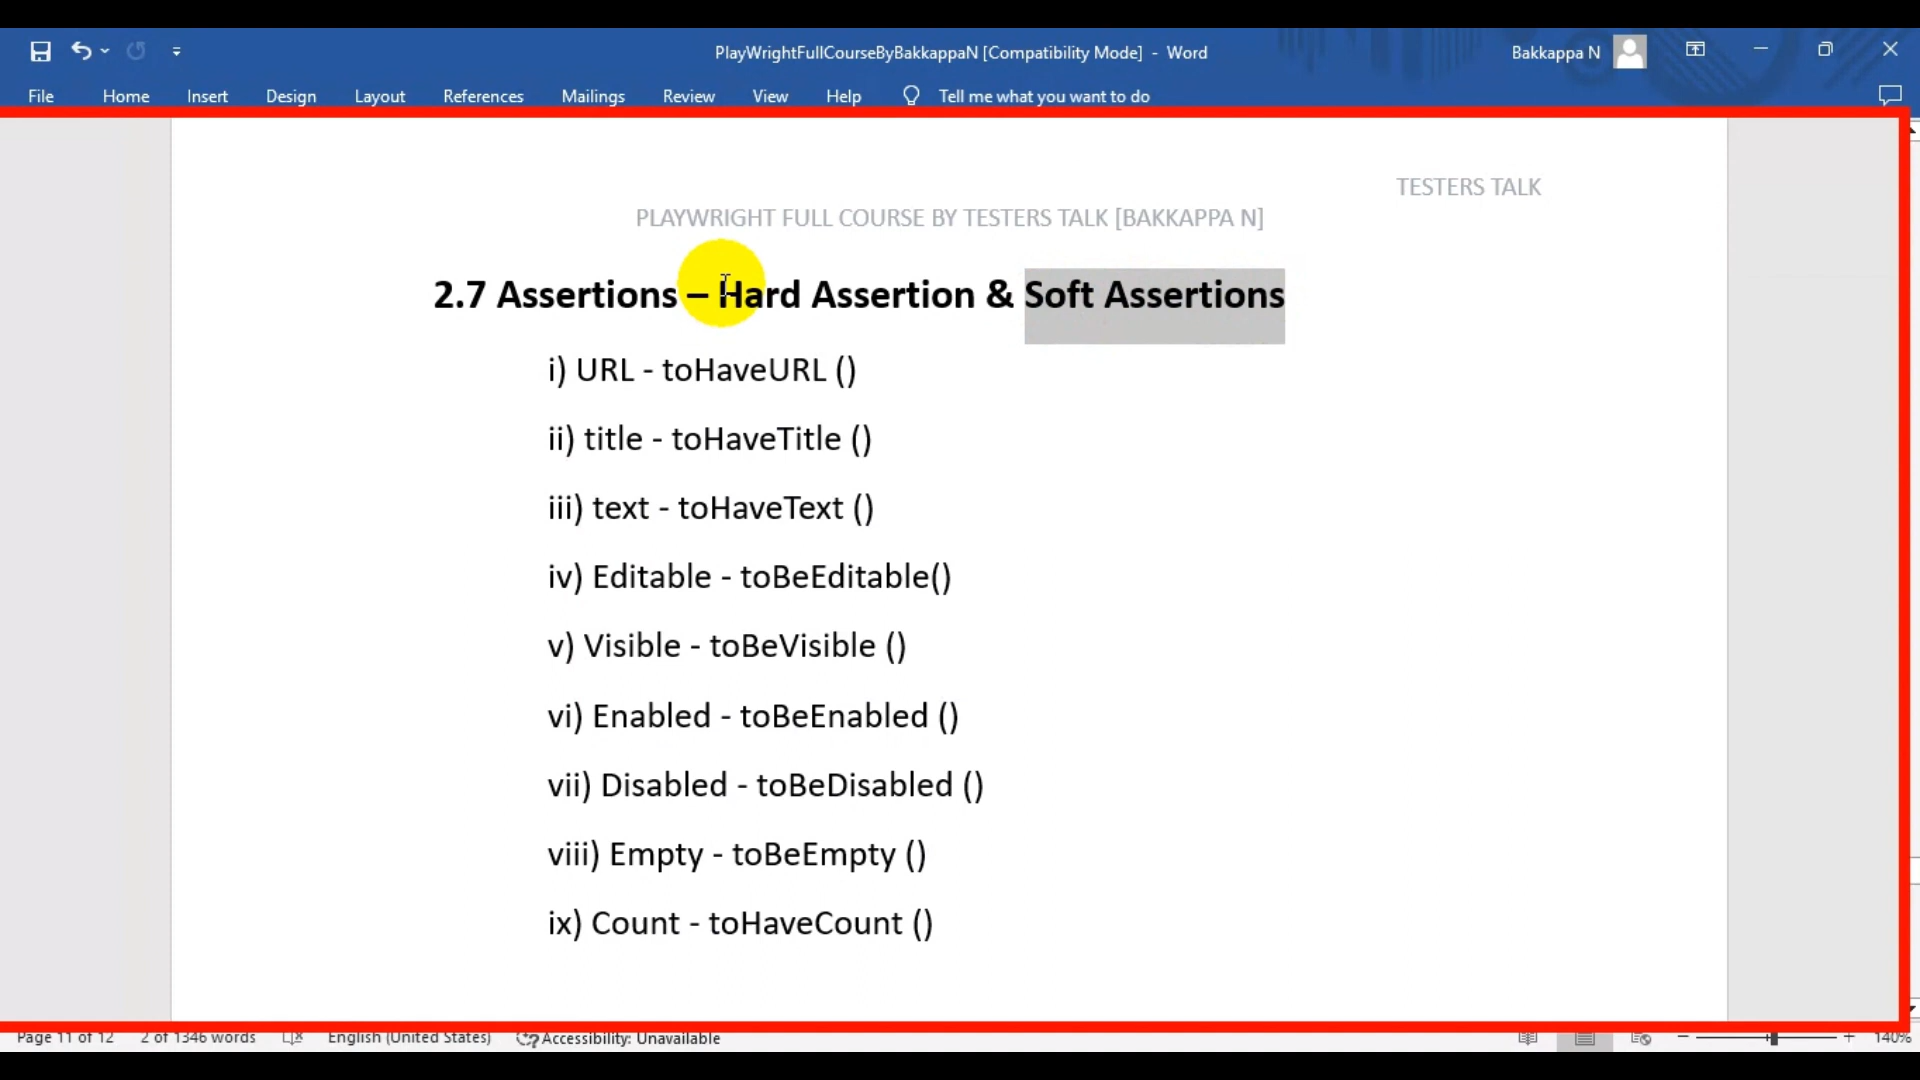 PlayWrightFullCourseByBakkappaN [Compatibility Mode] - Word
Bakkappa N
File Home Insert Design Layout References Mailings Review View Help Tell me what you want to do
TESTERS TALK
PLAYWRIGHT FULL COURSE BY TESTERS TALK [BAKKAPPA N]
2.7 Assertions – Hard Assertion & Soft Assertions
i) URL - toHaveURL ()
ii) title - toHaveTitle ()
iii) text - toHaveText ()
iv) Editable - toBeEditable()
v) Visible - toBeVisible ()
vi) Enabled - toBeEnabled ()
vii) Disabled - toBeDisabled ()
viii) Empty - toBeEmpty ()
ix) Count - toHaveCount ()
Page 11 of 12 2 of 1346 words English (United States) Accessibility: Unavailable 140%